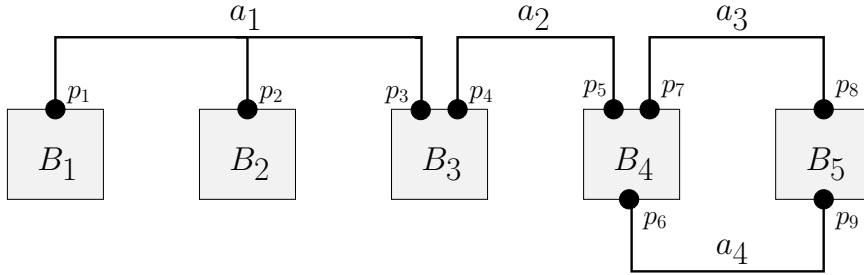 a₁ a₂ a₃
p₁ p₂ p₃ p₄ p₅ p₇ p₈
B₁ B₂ B₃ B₄ B₅
p₆ p₉
a₄